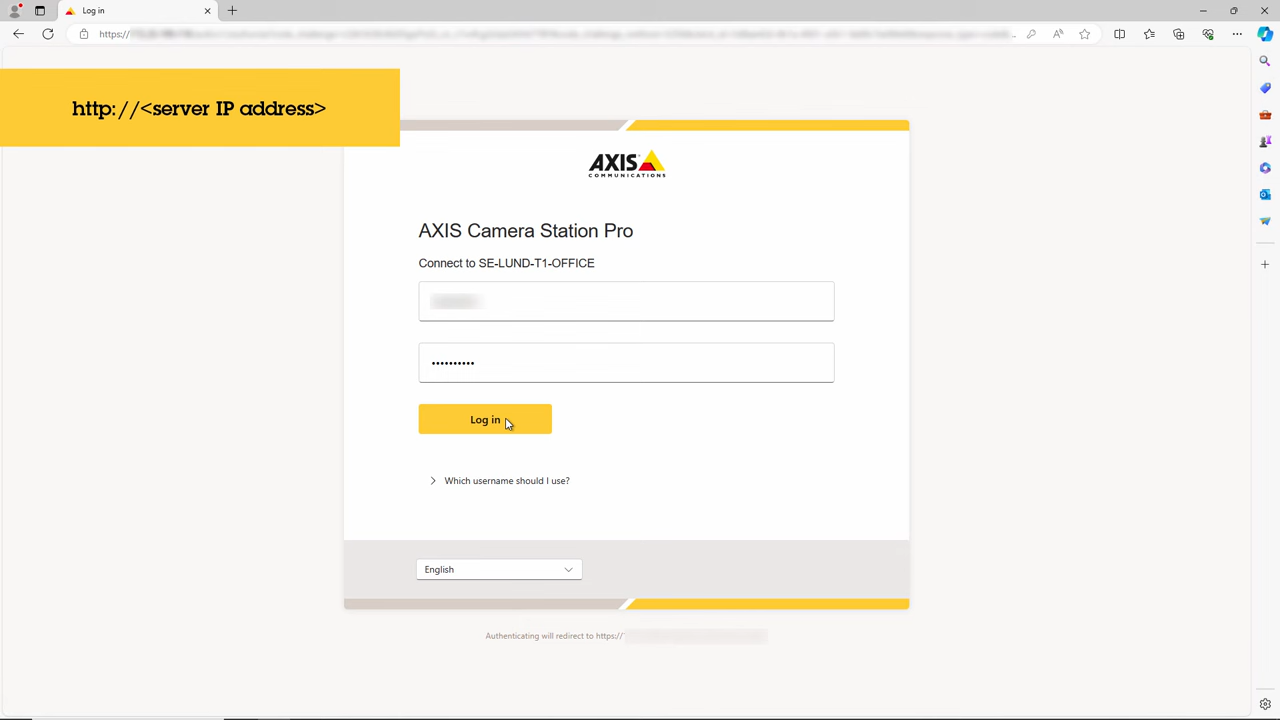 Log in
https://
http://<server IP address>
AXIS
COMMUNICATIONS
AXIS Camera Station Pro
Connect to SE-LUND-T1-OFFICE
Log in
Which username should I use?
English
Authenticating will redirect to https://